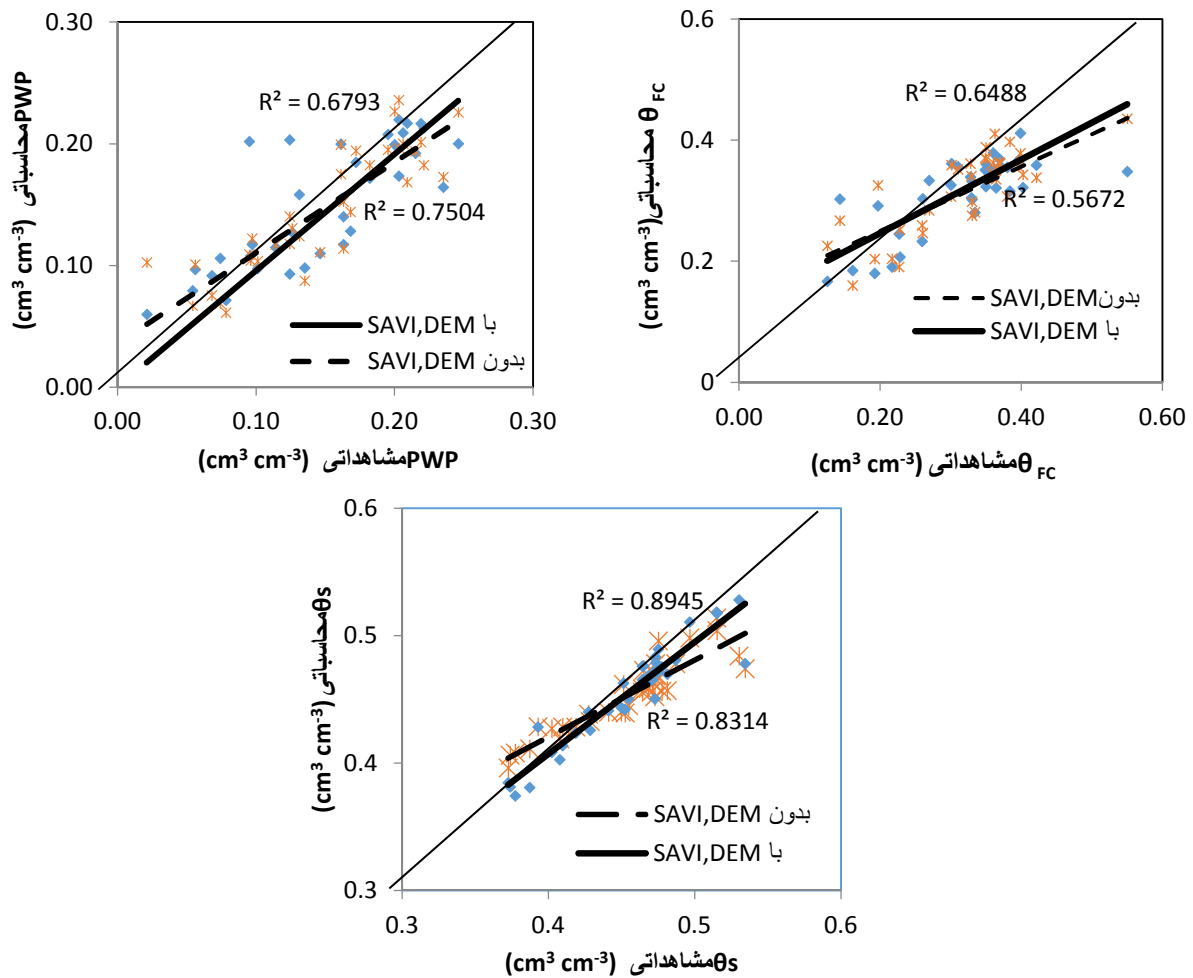 محاسباتی PWP (cm³ cm⁻³)
0.30
0.20
0.10
0.00
R² = 0.6793
R² = 0.7504
با SAVI,DEM
بدون SAVI,DEM
0.00 0.10 0.20 0.30
مشاهداتی PWP (cm³ cm⁻³)
محاسباتی θ FC (cm³ cm⁻³)
0.6
0.4
0.2
0
R² = 0.6488
R² = 0.5672
بدون SAVI,DEM
با SAVI,DEM
0.00 0.20 0.40 0.60
مشاهداتی θ FC (cm³ cm⁻³)
محاسباتی θs (cm³ cm⁻³)
0.6
0.5
0.4
0.3
R² = 0.8945
R² = 0.8314
بدون SAVI,DEM
با SAVI,DEM
0.3 0.4 0.5 0.6
مشاهداتی θs (cm³ cm⁻³)